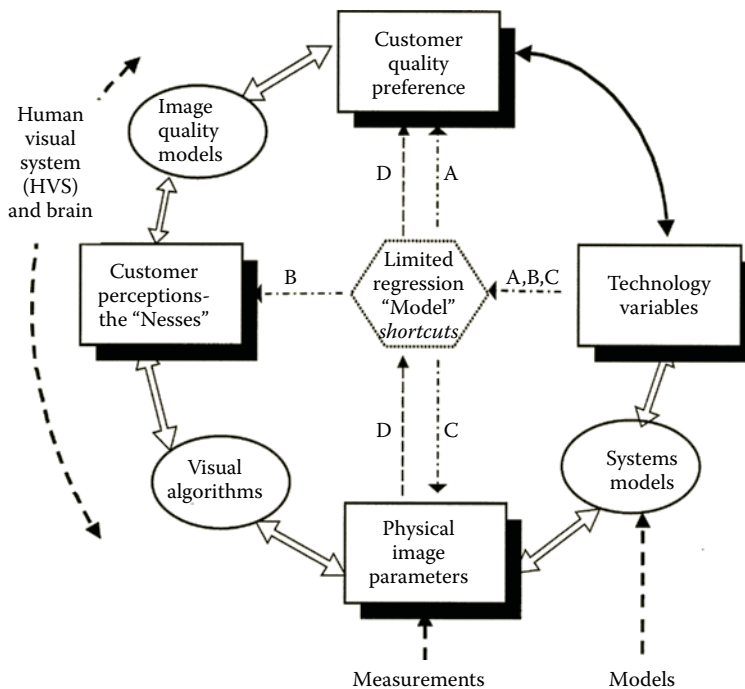 Customer
quality
preference
Image
quality
models
Human
visual
system
(HVS)
and brain
D
A
Customer
perceptions-
the “Nesses”
B
Limited
regression
“Model”
shortcuts
A,B,C
Technology
variables
D
C
Visual
algorithms
Systems
models
Physical
image
parameters
Measurements
Models